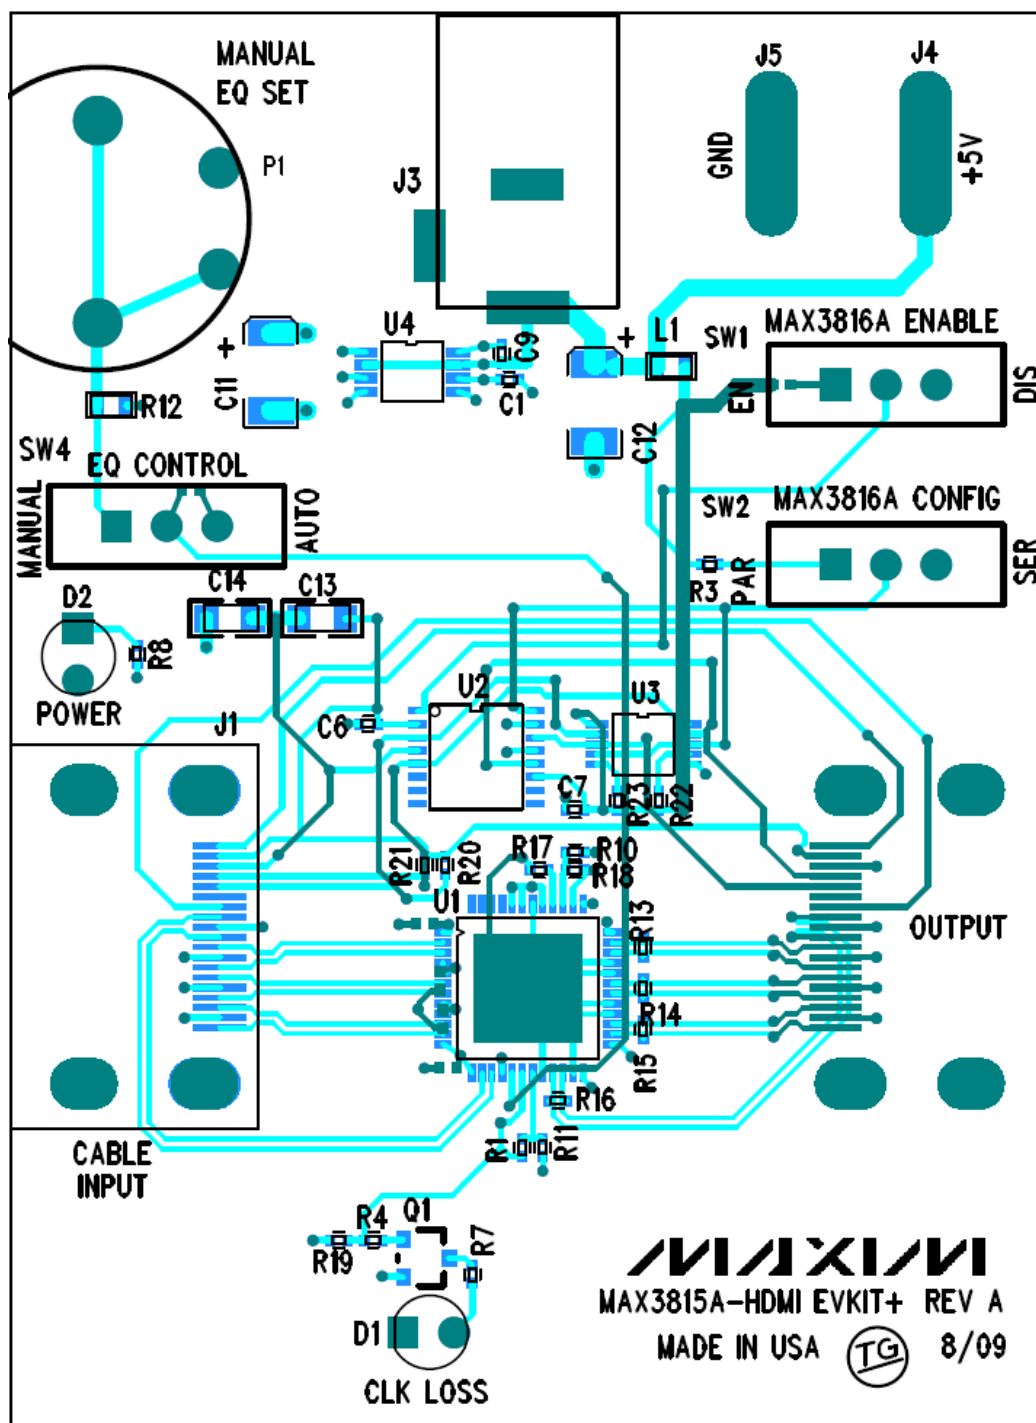 MANUAL
EQ SET
P1
J3
J5
J4
GND
+5V
U4
C9
C1
+
C11
+
L1
C12
SW1
MAX3816A ENABLE
EN
DIS
R12
SW4
EQ CONTROL
MANUAL
AUTO
SW2
MAX3816A CONFIG
R3
PAR
SER
D2
R8
POWER
C14
C13
J1
C6
U2
U3
C7
R23
R22
R21
R20
R17
R10
R18
U1
R13
R14
R15
OUTPUT
R16
R1
R11
CABLE
INPUT
R4
R19
Q1
R7
D1
CLK LOSS
MAXIM
MAX3815A-HDMI EVKIT+ REV A
MADE IN USA TG 8/09